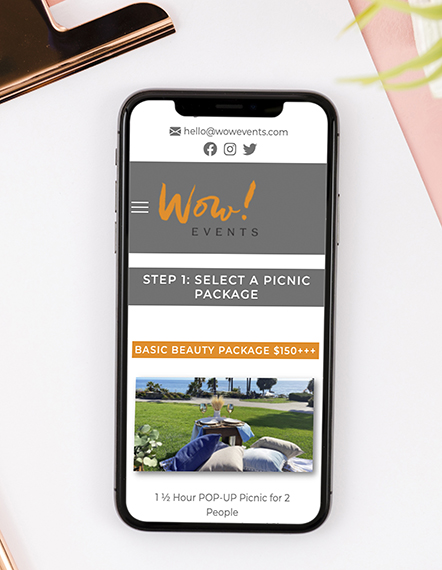 hello@wowevents.com
Wow!
EVENTS
STEP 1: SELECT A PICNIC
PACKAGE
BASIC BEAUTY PACKAGE $150+++
1 ½ Hour POP-UP Picnic for 2
People